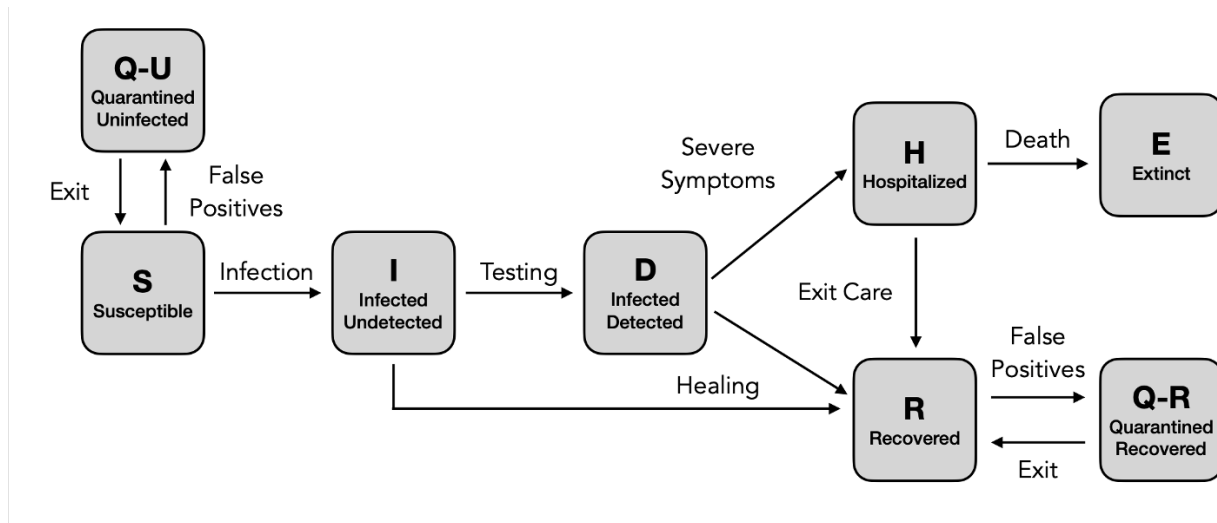 Q-U
Quarantined
Uninfected
Exit
False
Positives
S
Susceptible
Infection
I
Infected
Undetected
Testing
D
Infected
Detected
Severe
Symptoms
H
Hospitalized
Death
E
Extinct
Exit Care
Healing
R
Recovered
False
Positives
Q-R
Quarantined
Recovered
Exit